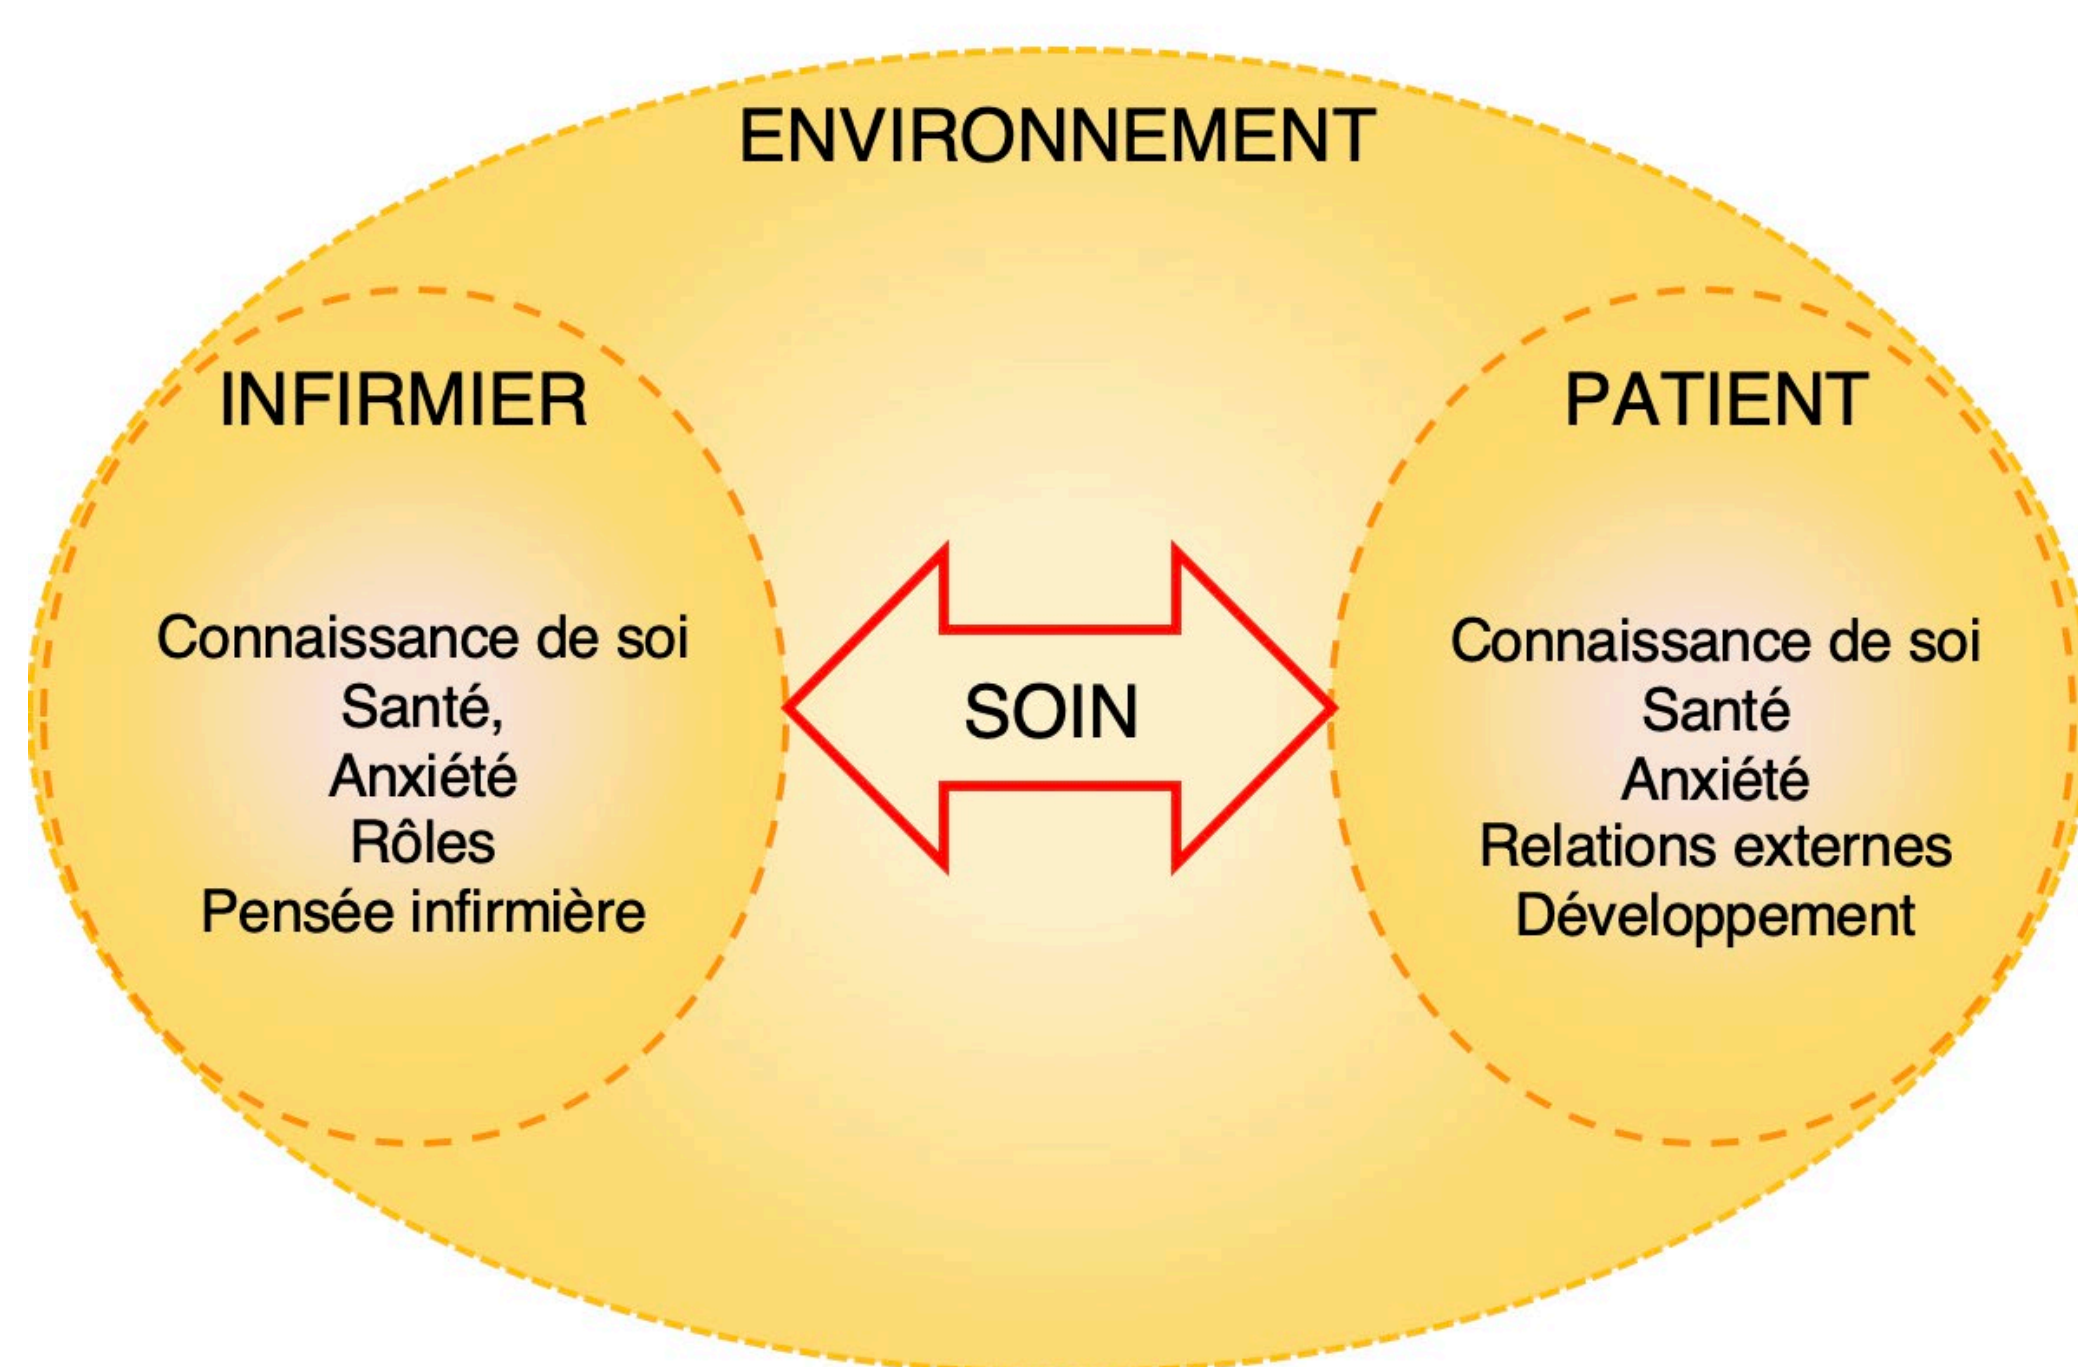 ENVIRONNEMENT
INFIRMIER
Connaissance de soi
Santé,
Anxiété
Rôles
Pensée infirmière
SOIN
PATIENT
Connaissance de soi
Santé
Anxiété
Relations externes
Développement